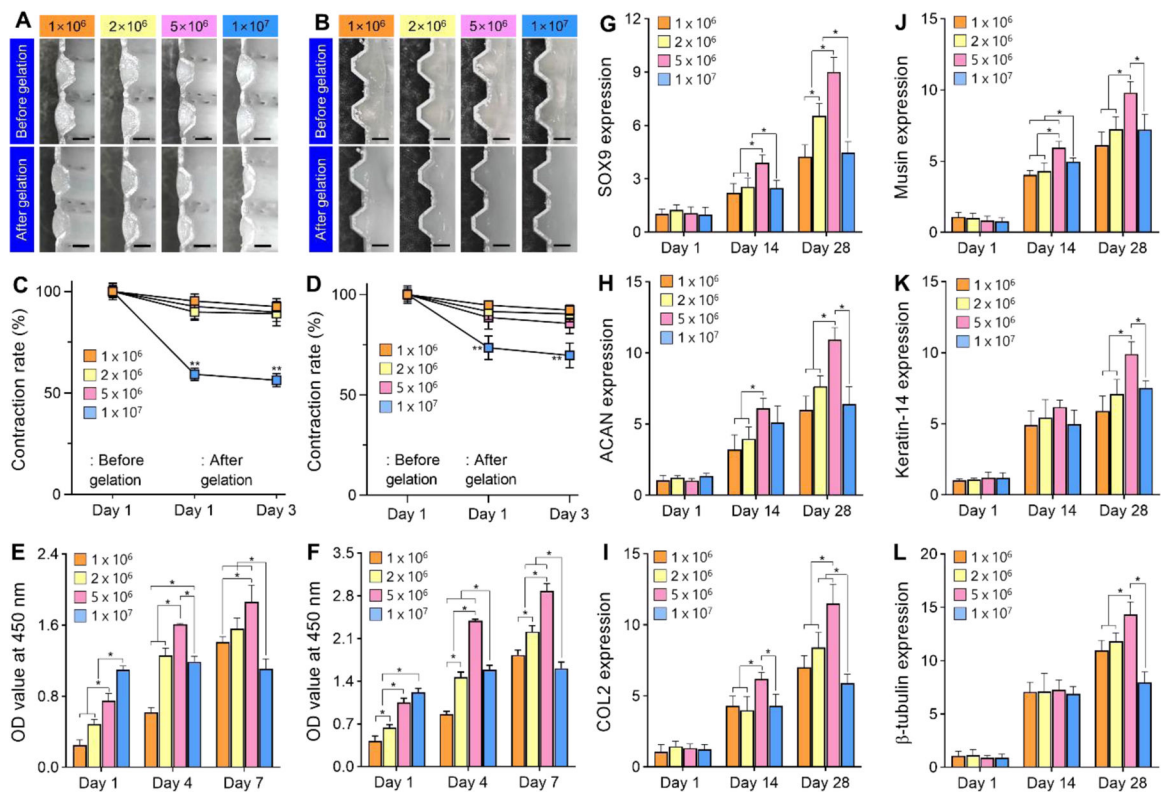 A
1×10⁶
2×10⁶
5×10⁶
1×10⁷
Before gelation
After gelation
B
1×10⁶
2×10⁶
5×10⁶
1×10⁷
Before gelation
After gelation
C
Contraction rate (%)
100
50
0
1 x 10⁶
2 x 10⁶
5 x 10⁶
1 x 10⁷
**
**
: Before gelation
: After gelation
Day 1
Day 1
Day 3
D
Contraction rate (%)
100
50
0
1 x 10⁶
2 x 10⁶
5 x 10⁶
1 x 10⁷
**
**
: Before gelation
: After gelation
Day 1
Day 1
Day 3
E
OD value at 450 nm
2.4
1.6
0.8
0.0
1 x 10⁶
2 x 10⁶
5 x 10⁶
1 x 10⁷
*
*
*
*
*
*
*
*
Day 1
Day 4
Day 7
F
OD value at 450 nm
3.5
2.8
2.1
1.4
0.7
0.0
1 x 10⁶
2 x 10⁶
5 x 10⁶
1 x 10⁷
*
*
*
*
*
*
*
*
*
Day 1
Day 4
Day 7
G
SOX9 expression
12
9
6
3
0
1 x 10⁶
2 x 10⁶
5 x 10⁶
1 x 10⁷
*
*
*
*
*
Day 1
Day 14
Day 28
H
ACAN expression
15
10
5
0
1 x 10⁶
2 x 10⁶
5 x 10⁶
1 x 10⁷
*
*
*
Day 1
Day 14
Day 28
I
COL2 expression
15
10
5
0
1 x 10⁶
2 x 10⁶
5 x 10⁶
1 x 10⁷
*
*
*
*
Day 1
Day 14
Day 28
J
Musin expression
15
10
5
0
1 x 10⁶
2 x 10⁶
5 x 10⁶
1 x 10⁷
*
*
*
*
Day 1
Day 14
Day 28
K
Keratin-14 expression
15
10
5
0
1 x 10⁶
2 x 10⁶
5 x 10⁶
1 x 10⁷
*
*
Day 1
Day 14
Day 28
L
β-tubulin expression
20
15
10
5
0
1 x 10⁶
2 x 10⁶
5 x 10⁶
1 x 10⁷
*
*
Day 1
Day 14
Day 28